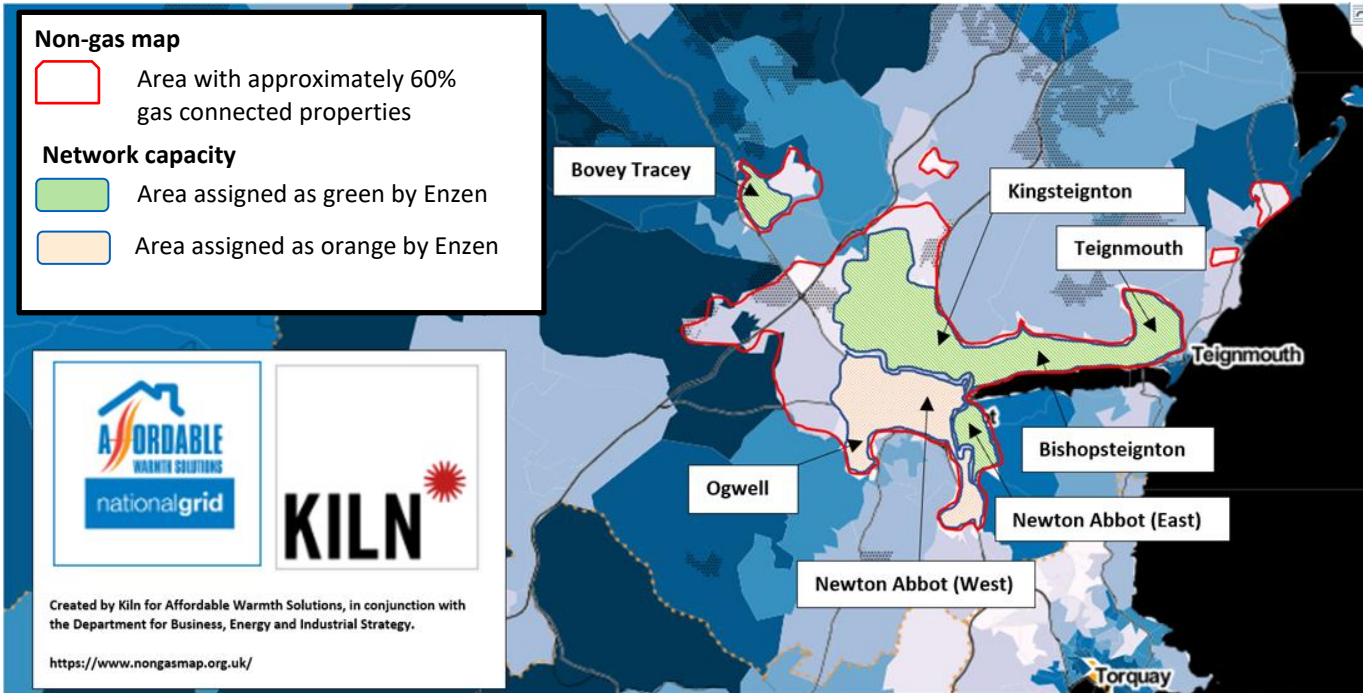 Non-gas map
Area with approximately 60%
gas connected properties
Network capacity
Area assigned as green by Enzen
Area assigned as orange by Enzen
Bovey Tracey
Kingsteignton
Teignmouth
Teignmouth
Bishopsteignton
Ogwell
Newton Abbot (East)
Newton Abbot (West)
Torquay
AFFORDABLE
WARMTH SOLUTIONS
nationalgrid
KILN
Created by Kiln for Affordable Warmth Solutions, in conjunction with
the Department for Business, Energy and Industrial Strategy.
https://www.nongasmap.org.uk/